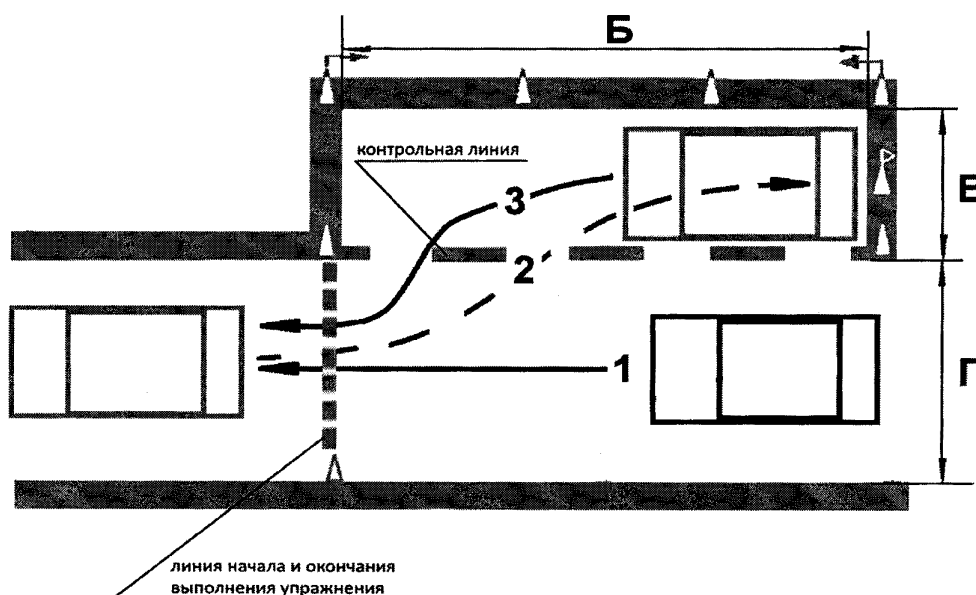 Б
контрольная линия
Е
3
2
1
Г
линия начала и окончания
выполнения упражнения